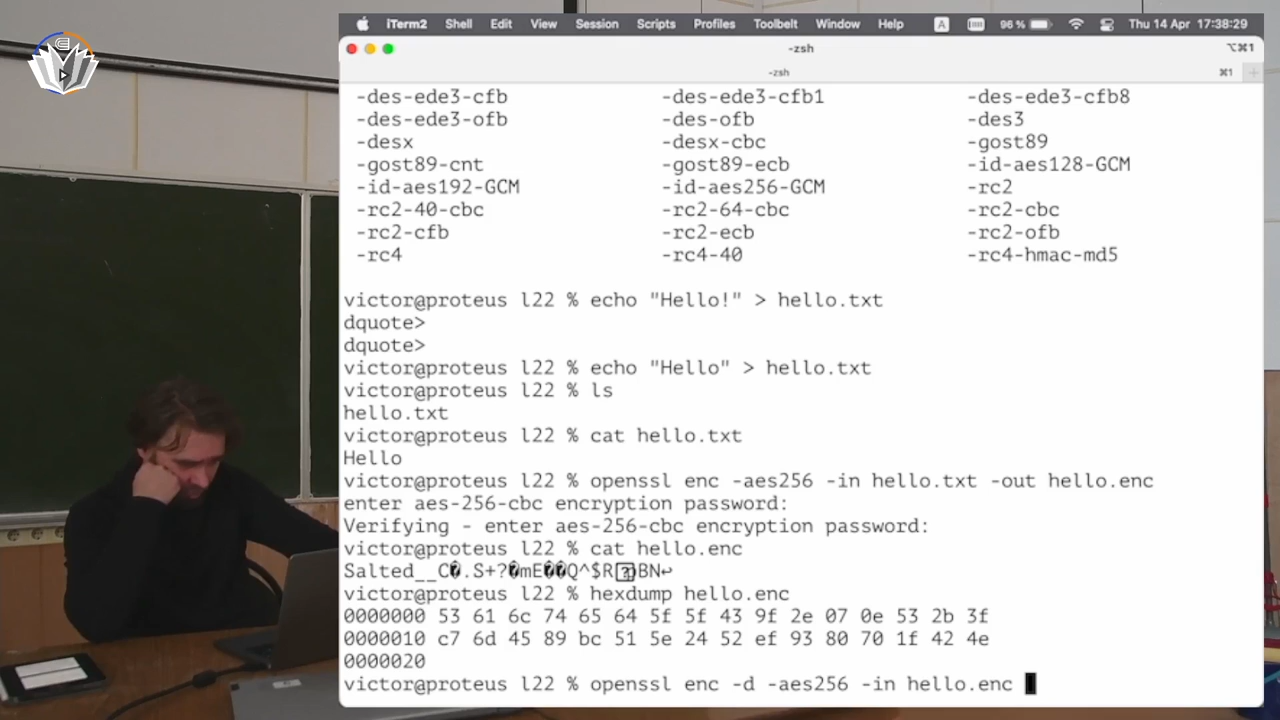 iTerm2 Shell Edit View Session Scripts Profiles Toolbelt Window Help A 96 % Thu 14 Apr 17:38:29
-zsh ⌥⌘1
-zsh ⌘1 +
-des-ede3-cfb -des-ede3-cfb1 -des-ede3-cfb8
-des-ede3-ofb -des-ofb -des3
-desx -desx-cbc -gost89
-gost89-cnt -gost89-ecb -id-aes128-GCM
-id-aes192-GCM -id-aes256-GCM -rc2
-rc2-40-cbc -rc2-64-cbc -rc2-cbc
-rc2-cfb -rc2-ecb -rc2-ofb
-rc4 -rc4-40 -rc4-hmac-md5
victor@proteus l22 % echo "Hello!" > hello.txt
dquote>
dquote>
victor@proteus l22 % echo "Hello" > hello.txt
victor@proteus l22 % ls
hello.txt
victor@proteus l22 % cat hello.txt
Hello
victor@proteus l22 % openssl enc -aes256 -in hello.txt -out hello.enc
enter aes-256-cbc encryption password:
Verifying - enter aes-256-cbc encryption password:
victor@proteus l22 % cat hello.enc
Salted__C�.S+?�mE��Q^$R BN↩
victor@proteus l22 % hexdump hello.enc
0000000 53 61 6c 74 65 64 5f 5f 43 9f 2e 07 0e 53 2b 3f
0000010 c7 6d 45 89 bc 51 5e 24 52 ef 93 80 70 1f 42 4e
0000020
victor@proteus l22 % openssl enc -d -aes256 -in hello.enc